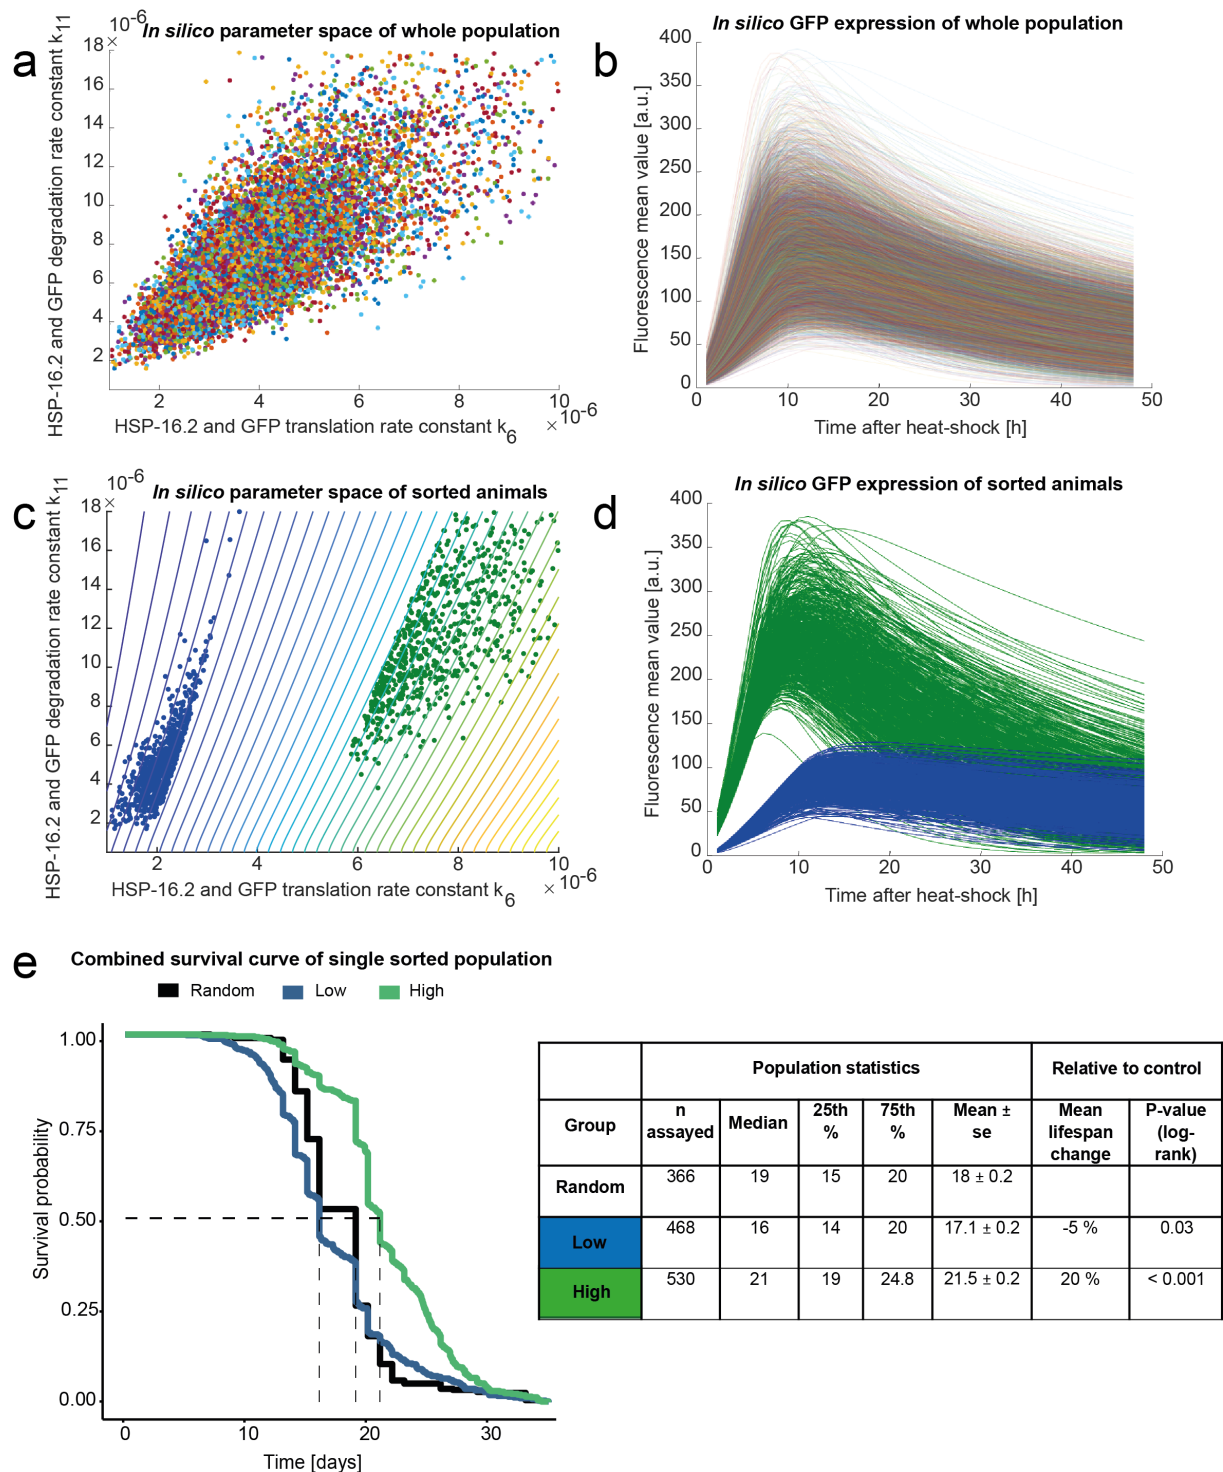 a
In silico parameter space of whole population
×10-6
18
16
14
12
10
8
6
4
2
HSP-16.2 and GFP degradation rate constant k11
2 4 6 8 10
×10-6
HSP-16.2 and GFP translation rate constant k6
b
In silico GFP expression of whole population
400
350
300
250
200
150
100
50
0
Fluorescence mean value [a.u.]
0 10 20 30 40 50
Time after heat-shock [h]
c
In silico parameter space of sorted animals
×10-6
18
16
14
12
10
8
6
4
2
HSP-16.2 and GFP degradation rate constant k11
2 4 6 8 10
×10-6
HSP-16.2 and GFP translation rate constant k6
d
In silico GFP expression of sorted animals
400
350
300
250
200
150
100
50
0
Fluorescence mean value [a.u.]
0 10 20 30 40 50
Time after heat-shock [h]
e
Combined survival curve of single sorted population
Random Low High
1.00
0.75
0.50
0.25
0.00
Survival probability
0 10 20 30
Time [days]
Population statistics Relative to control
Group n assayed Median 25th % 75th % Mean ± se Mean lifespan change P-value (log-rank)
Random 366 19 15 20 18 ± 0.2
Low 468 16 14 20 17.1 ± 0.2 -5 % 0.03
High 530 21 19 24.8 21.5 ± 0.2 20 % < 0.001